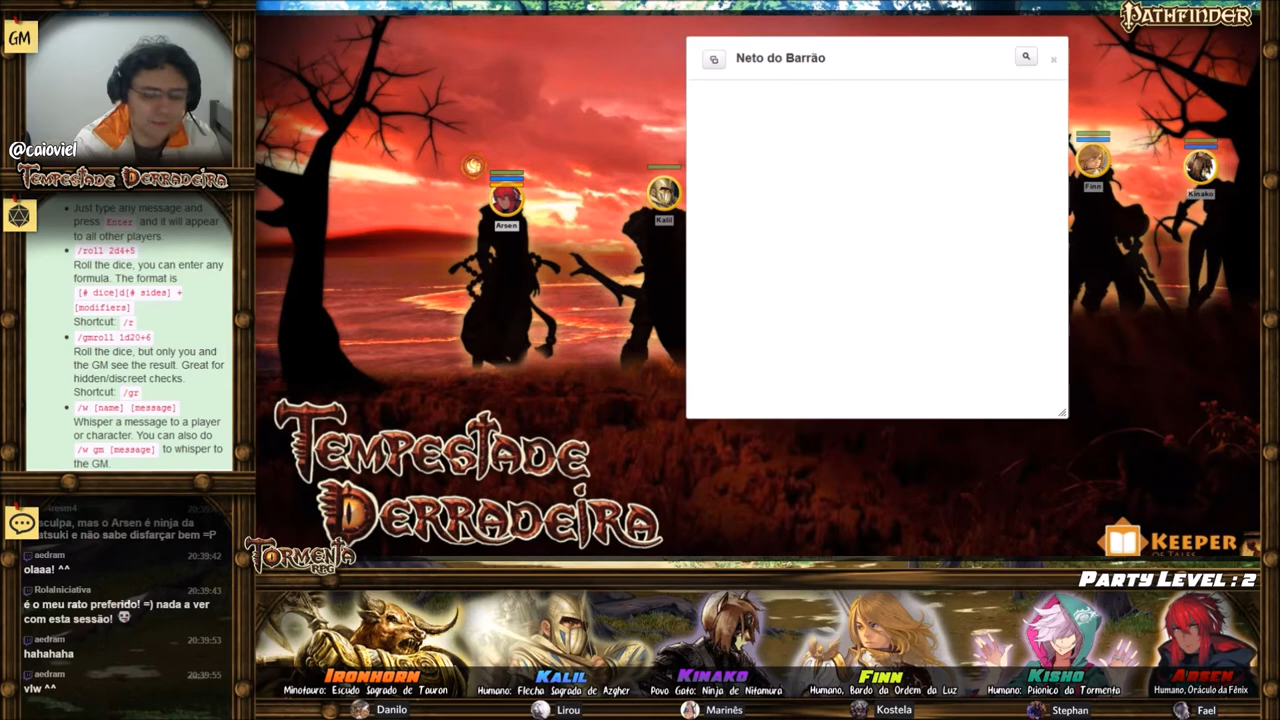 GM
@caioviel
TEMPESTADE DERRADEIRA
Just type any message and
press Enter and it will appear
to all other players.
/roll 2d4+5
Roll the dice, you can enter any
formula. The format is
[# dice]d[# sides] +
[modifiers]
Shortcut: /r
/gmroll 1d20+6
Roll the dice, but only you and
the GM see the result. Great for
hidden/discreet checks.
Shortcut: /gr
/w [name] [message]
Whisper a message to a player
or character. You can also do
/w gm [message] to whisper to
the GM.
sculpa, mas o Arsen é ninja da
atsuki e não sabe disfarçar bem =P
aedram 20:39:42
olaaa! ^^
RolaIniciativa 20:39:43
é o meu rato preferido! =) nada a ver
com esta sessão!
aedram 20:39:53
hahahaha
aedram 20:39:55
vlw ^^
PATHFINDER
Neto do Barrão
Arsen
Kalil
Finn
Kinako
TEMPESTADE
DERRADEIRA
TORMENTA
RPG
KEEPER
OF TALES
PARTY LEVEL : 2
IRONHORN
Minotauro: Escudo Sagrado de Tauron
Danilo
KALIL
Humano: Flecha Sagrada de Azgher
Lirou
KINAKO
Povo Gato: Ninja de Nitamura
Marinês
FINN
Humano, Bardo da Ordem da Luz
Kostela
KISHO
Humano: Psionico da Tormenta
Stephan
ARSEN
Humano, Oráculo da Fênix
Fael